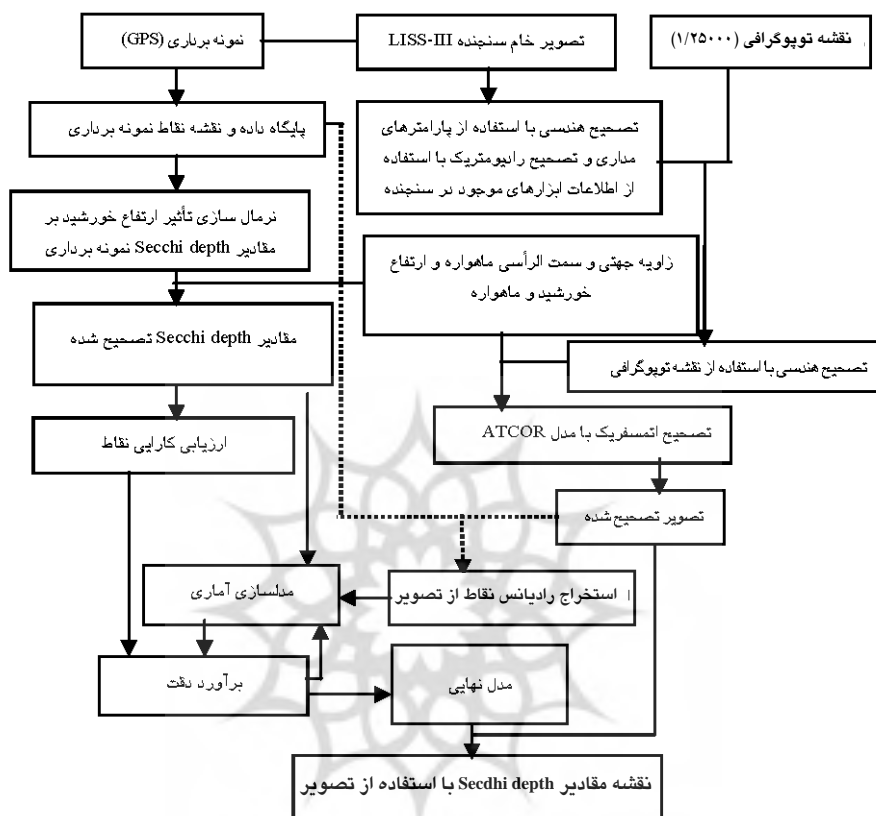 نقشه توپوگرافی (۱/۲۵۰۰۰)
تصویر خام سنجنده LISS-III
نمونه برداری (GPS)
پایگاه داده و نقشه نقاط نمونه برداری
تصحیح هندسی با استفاده از پارامترهای
مداری و تصحیح رادیومتریک با استفاده
از اطلاعات ابزارهای موجود در سنجنده
نرمال سازی تأثیر ارتفاع خورشید بر
مقادیر Secchi depth نمونه برداری
زاویه جهتی و سمت الرأسی ماهواره و ارتفاع
خورشید و ماهواره
مقادیر Secchi depth تصحیح شده
تصحیح هندسی با استفاده از نقشه توپوگرافی
ارزیابی کارایی نقاط
تصحیح اتمسفریک با مدل ATCOR
تصویر تصحیح شده
مدلسازی آماری
استخراج رادیانس نقاط از تصویر
برآورد دقت
مدل نهایی
نقشه مقادیر Secdhi depth با استفاده از تصویر